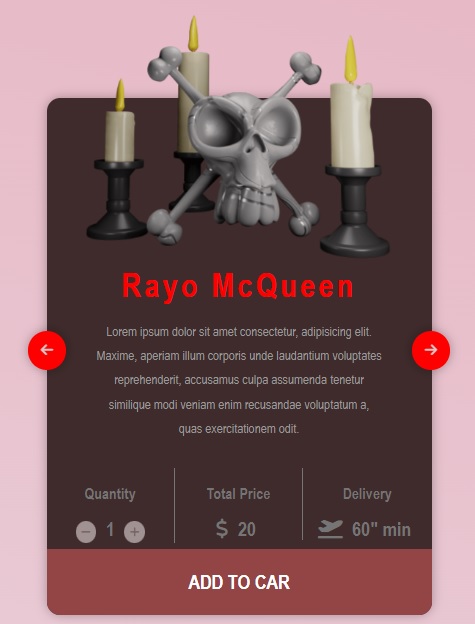 Rayo McQueen
Lorem ipsum dolor sit amet consectetur, adipisicing elit.
Maxime, aperiam illum corporis unde laudantium voluptates
reprehenderit, accusamus culpa assumenda tenetur
similique modi veniam enim recusandae voluptatum a,
quas exercitationem odit.
Quantity Total Price Delivery
− 1 + $ 20 60" min
ADD TO CAR